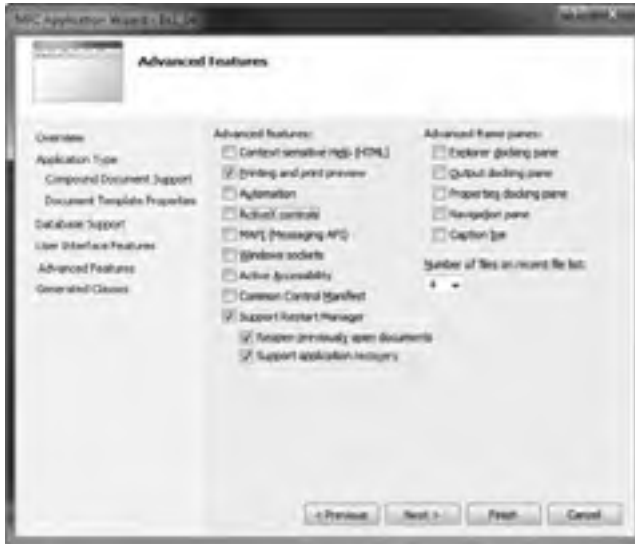 MFC Application Wizard -
Advanced Features
Overview
Application Type
Compound Document Support
Document Template Properties
Database Support
User Interface Features
Advanced Features
Generated Classes
Advanced features:
Context-sensitive Help (HTML)
Printing and print preview
Automation
ActiveX controls
MAPI (Messaging API)
Windows sockets
Active Accessibility
Common Control Manifest
Support Restart Manager
Reopen previously open documents
Support application recovery
Advanced frame panes:
Explorer docking pane
Output docking pane
Properties docking pane
Navigation pane
Caption bar
Number of files on recent file list:
4
< Previous
Next >
Finish
Cancel